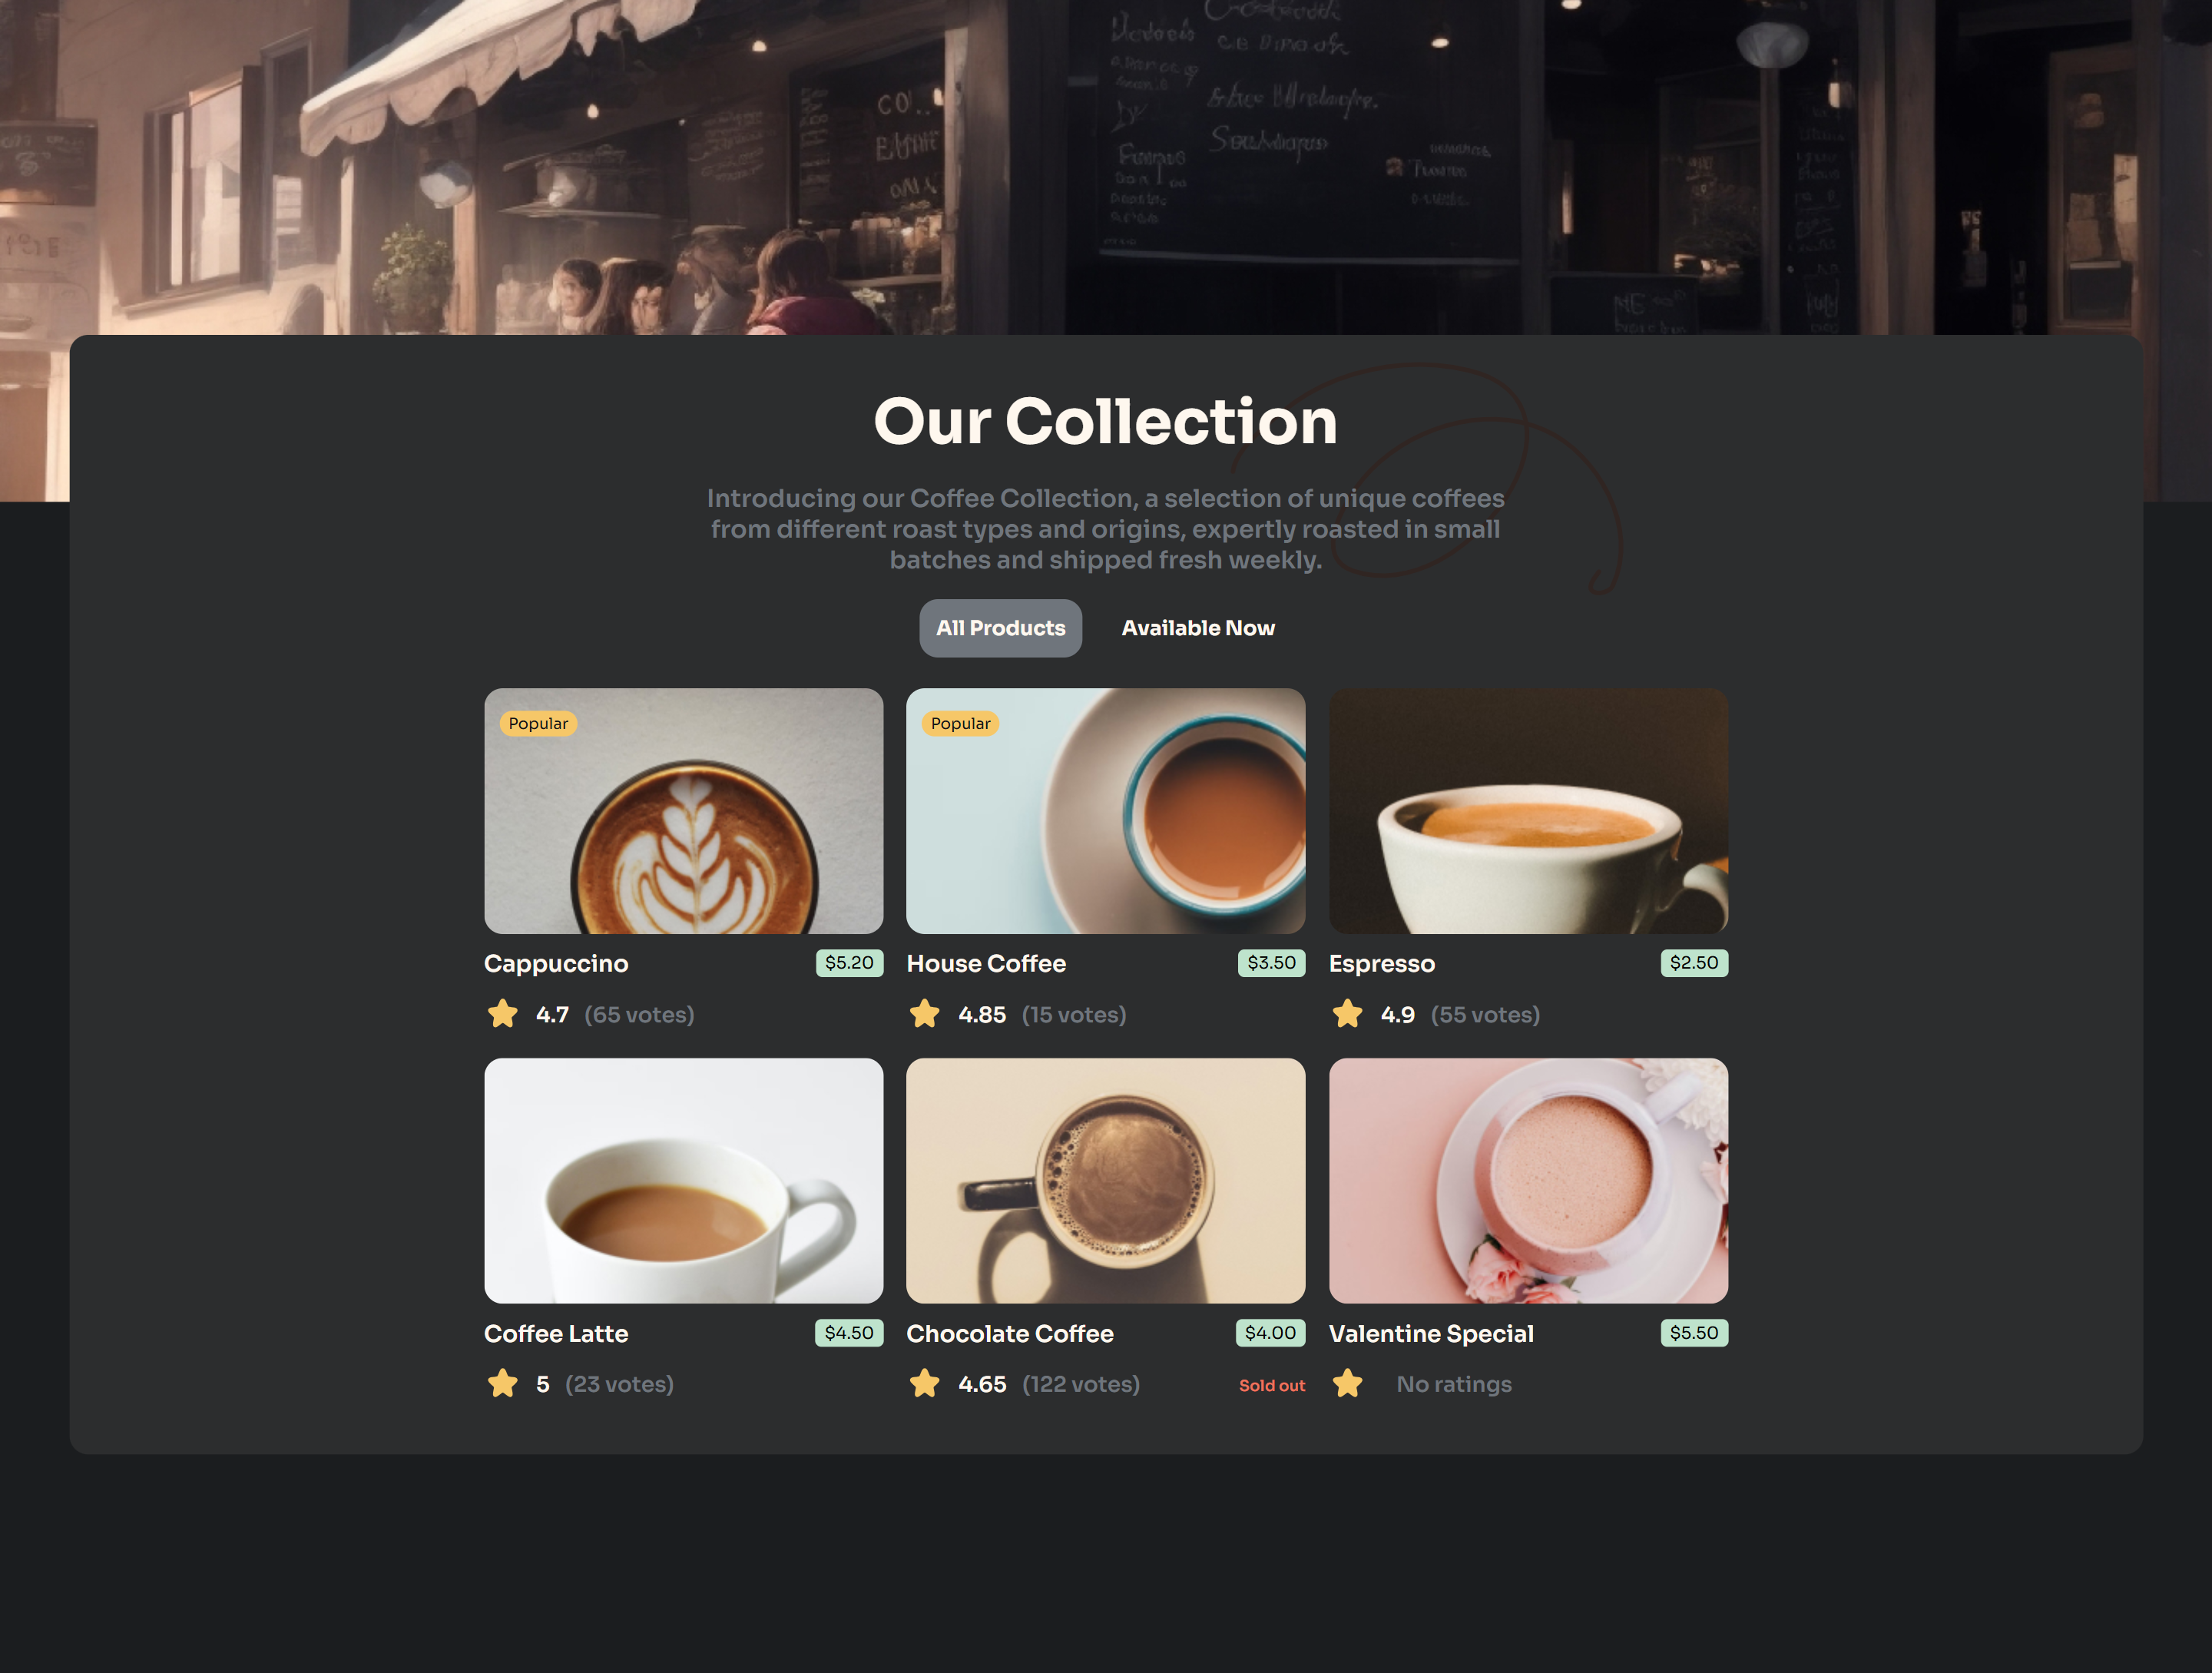 Our Collection
Introducing our Coffee Collection, a selection of unique coffees
from different roast types and origins, expertly roasted in small
batches and shipped fresh weekly.
All Products
Available Now
Popular
Popular
Cappuccino
$5.20
House Coffee
$3.50
Espresso
$2.50
4.7 (65 votes)
4.85 (15 votes)
4.9 (55 votes)
Coffee Latte
$4.50
Chocolate Coffee
$4.00
Valentine Special
$5.50
5 (23 votes)
4.65 (122 votes)
Sold out
No ratings